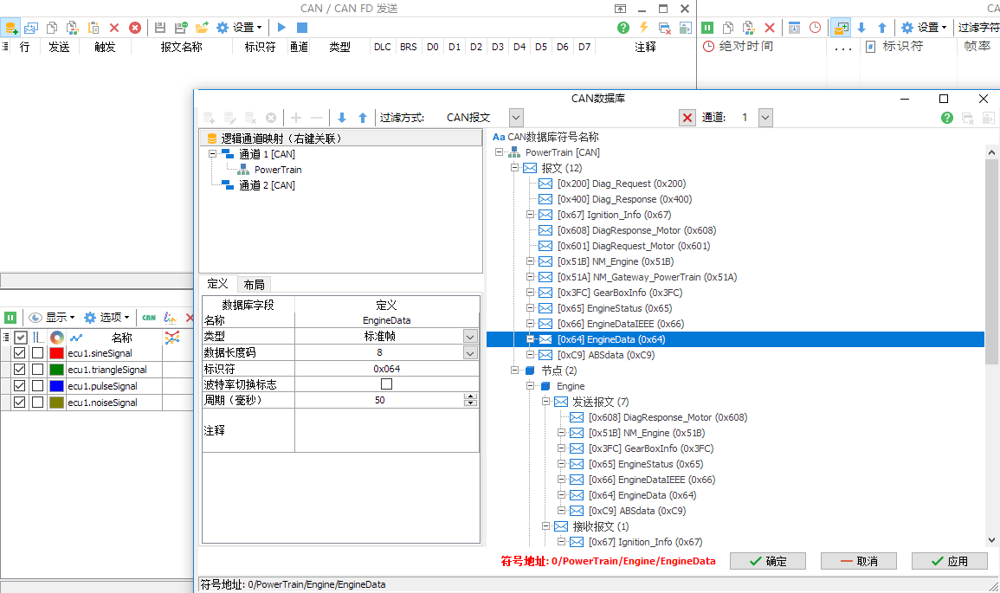 CAN / CAN FD 发送
CA
设置
设置
过滤字符
行 发送 触发 报文名称 标识符 通道 类型 DLC BRS D0 D1 D2 D3 D4 D5 D6 D7 注释
绝对时间 ... 标识符 帧率
CAN数据库
过滤方式: CAN报文
通道: 1
逻辑通道映射（右键关联）
通道 1 [CAN]
PowerTrain
通道 2 [CAN]
定义 布局
数据库字段 定义
名称 EngineData
类型 标准帧
数据长度码 8
标识符 0x064
波特率切换标志
周期（毫秒） 50
注释
Aa CAN数据库符号名称
PowerTrain [CAN]
报文 (12)
[0x200] Diag_Request (0x200)
[0x400] Diag_Response (0x400)
[0x67] Ignition_Info (0x67)
[0x608] DiagResponse_Motor (0x608)
[0x601] DiagRequest_Motor (0x601)
[0x51B] NM_Engine (0x51B)
[0x51A] NM_Gateway_PowerTrain (0x51A)
[0x3FC] GearBoxInfo (0x3FC)
[0x65] EngineStatus (0x65)
[0x66] EngineDataIEEE (0x66)
[0x64] EngineData (0x64)
[0xC9] ABSdata (0xC9)
节点 (2)
Engine
发送报文 (7)
[0x608] DiagResponse_Motor (0x608)
[0x51B] NM_Engine (0x51B)
[0x3FC] GearBoxInfo (0x3FC)
[0x65] EngineStatus (0x65)
[0x66] EngineDataIEEE (0x66)
[0x64] EngineData (0x64)
[0xC9] ABSdata (0xC9)
接收报文 (1)
[0x67] Ignition_Info (0x67)
符号地址: 0/PowerTrain/Engine/EngineData
确定 取消 应用
符号地址: 0/PowerTrain/Engine/EngineData
显示 选项 CAN lin
名称
ecu1.sineSignal
ecu1.triangleSignal
ecu1.pulseSignal
ecu1.noiseSignal